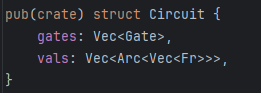 pub(crate) struct Circuit {
    gates: Vec<Gate>,
    vals: Vec<Arc<Vec<Fr>>>,
}